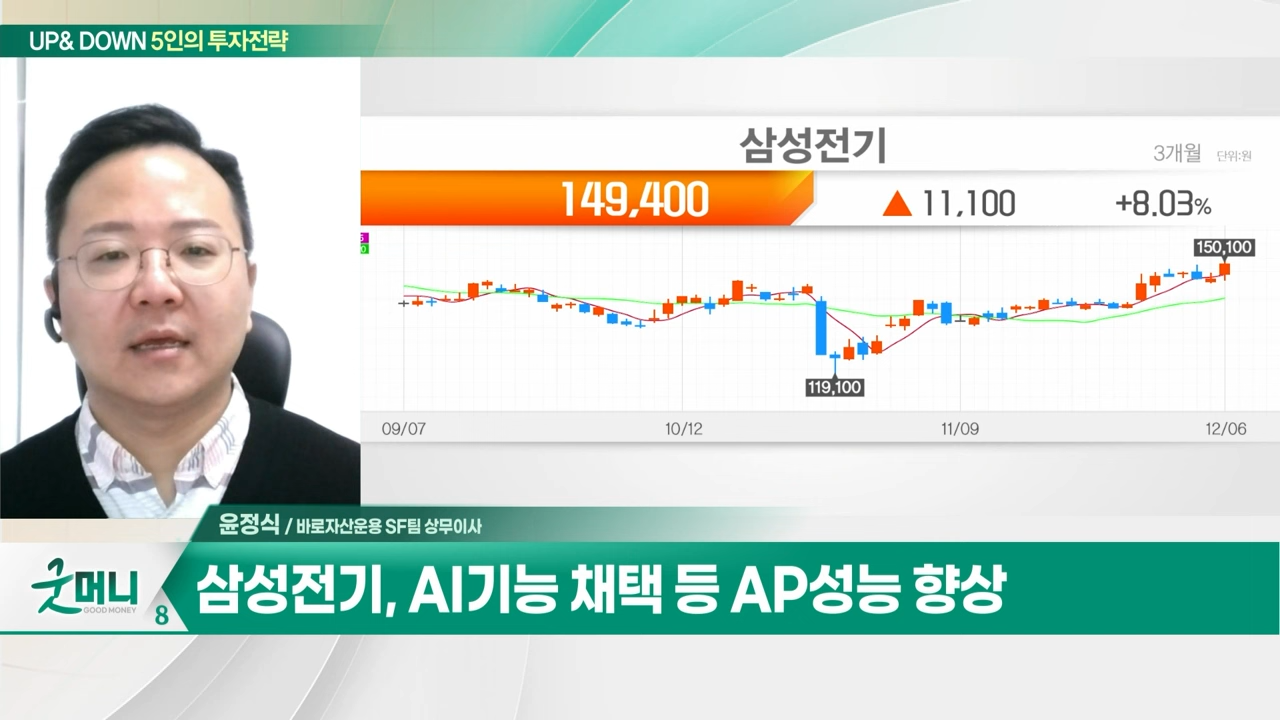 UP& DOWN 5인의 투자전략
삼성전기
3개월 단위:원
149,400 ▲ 11,100 +8.03%
150,100
119,100
09/07 10/12 11/09 12/06
윤정식 / 바로자산운용 SF팀 상무이사
굿머니
GOOD MONEY
8
삼성전기, AI기능 채택 등 AP성능 향상